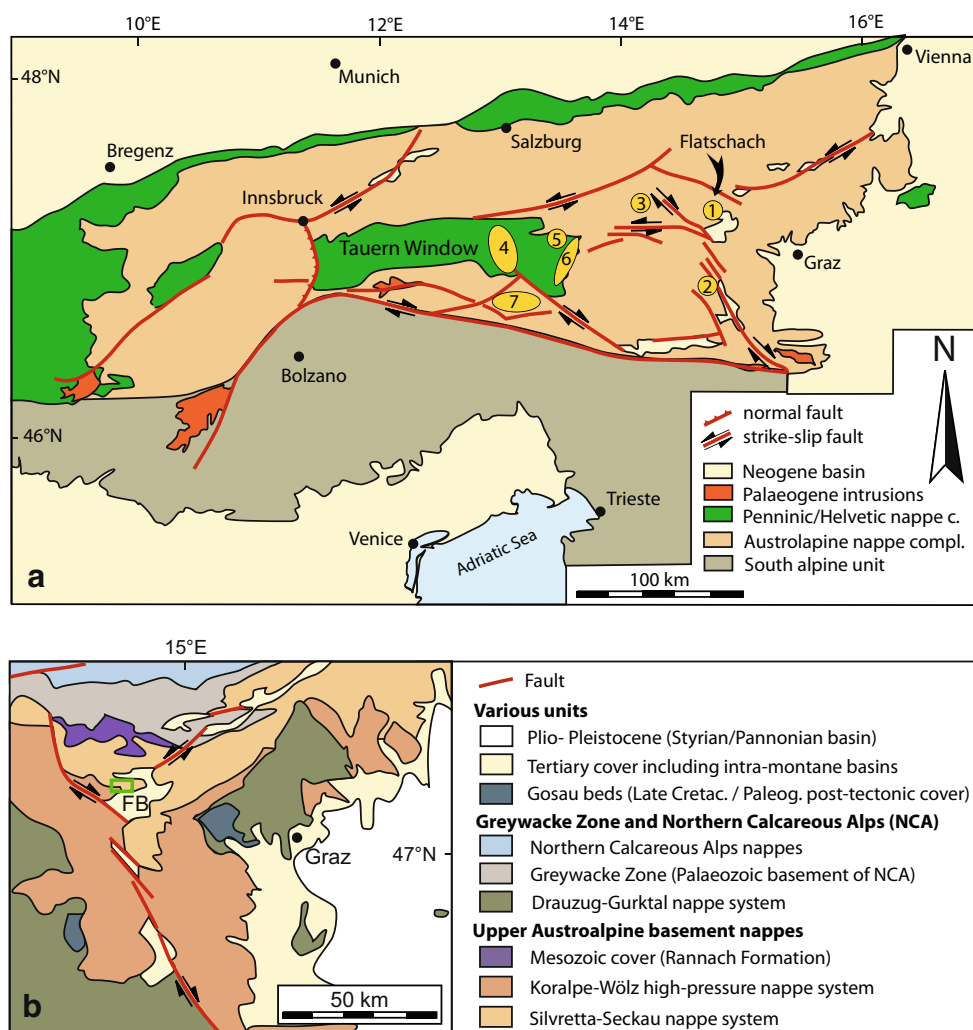 10°E 12°E 14°E 16°E
48°N
Munich
Vienna
Salzburg
Flatschach
Bregenz
Innsbruck
3
1
Tauern Window
4
5
6
Graz
2
7
Bolzano
N
46°N
normal fault
strike-slip fault
Neogene basin
Palaeogene intrusions
Penninic/Helvetic nappe c.
Austrolapine nappe compl.
South alpine unit
Trieste
Venice
Adriatic Sea
100 km
a
15°E
FB
Graz
47°N
50 km
b
Fault
Various units
Plio- Pleistocene (Styrian/Pannonian basin)
Tertiary cover including intra-montane basins
Gosau beds (Late Cretac. / Paleog. post-tectonic cover)
Greywacke Zone and Northern Calcareous Alps (NCA)
Northern Calcareous Alps nappes
Greywacke Zone (Palaeozoic basement of NCA)
Drauzug-Gurktal nappe system
Upper Austroalpine basement nappes
Mesozoic cover (Rannach Formation)
Koralpe-Wölz high-pressure nappe system
Silvretta-Seckau nappe system